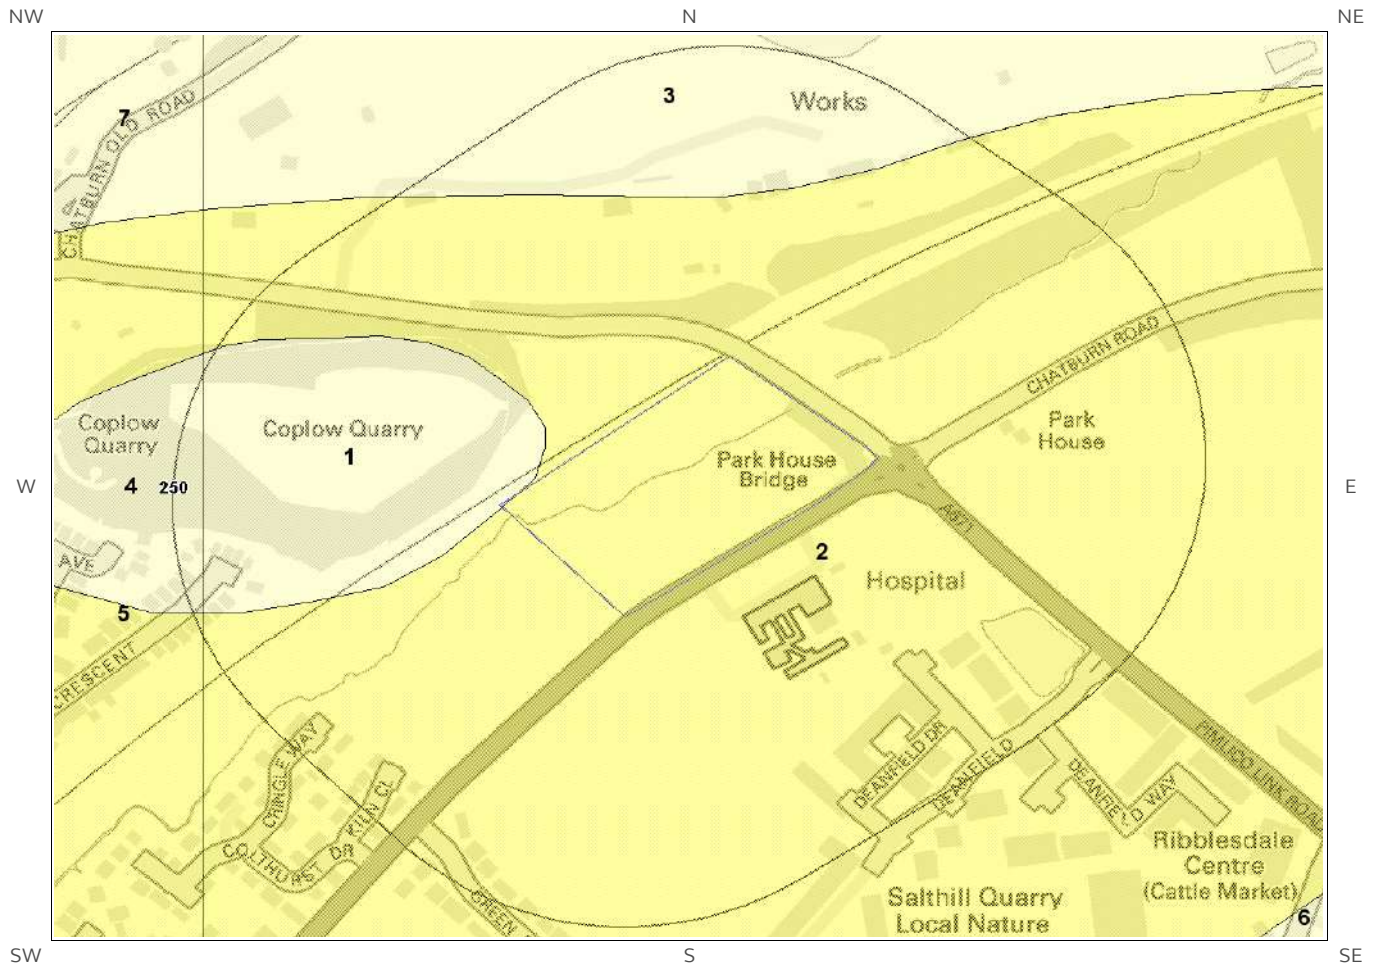 NW
N
NE
3
Works
7
CHATBURN OLD ROAD
CHATBURN ROAD
Coplow
Quarry
Coplow Quarry
Park
House
1
Park House
Bridge
W
4
250
E
A671
2
AVE
Hospital
5
CRESCENT
CRINGLE WAY
KILN CL
COLTHURST DR
DEANFIELD DR
DEANFIELD
DEANFIELD WAY
PIMLICO LINK ROAD
Ribblesdale
Centre
(Cattle Market)
Salthill Quarry
Local Nature
GREEN
6
SW
S
SE